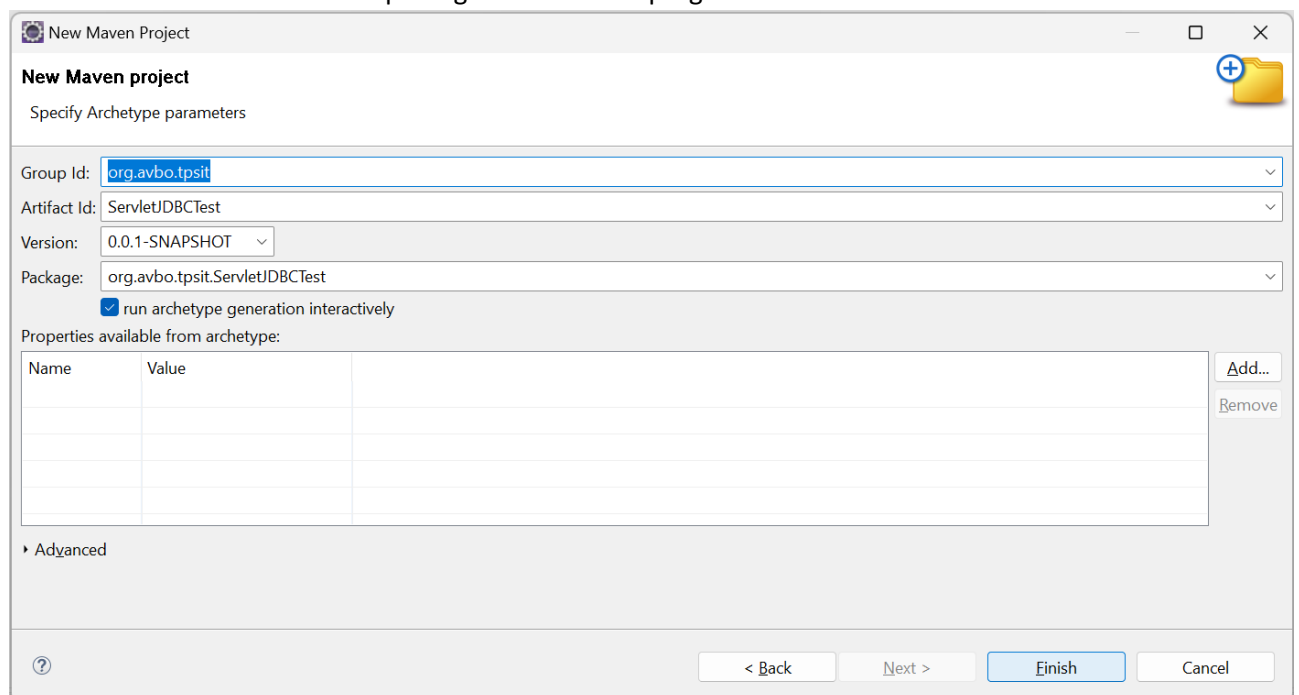 New Maven Project
New Maven project
Specify Archetype parameters
Group Id: org.avbo.tpsit
Artifact Id: ServletJDBCTest
Version: 0.0.1-SNAPSHOT
Package: org.avbo.tpsit.ServletJDBCTest
run archetype generation interactively
Properties available from archetype:
Name Value Add...
Remove
Advanced
? < Back Next > Finish Cancel